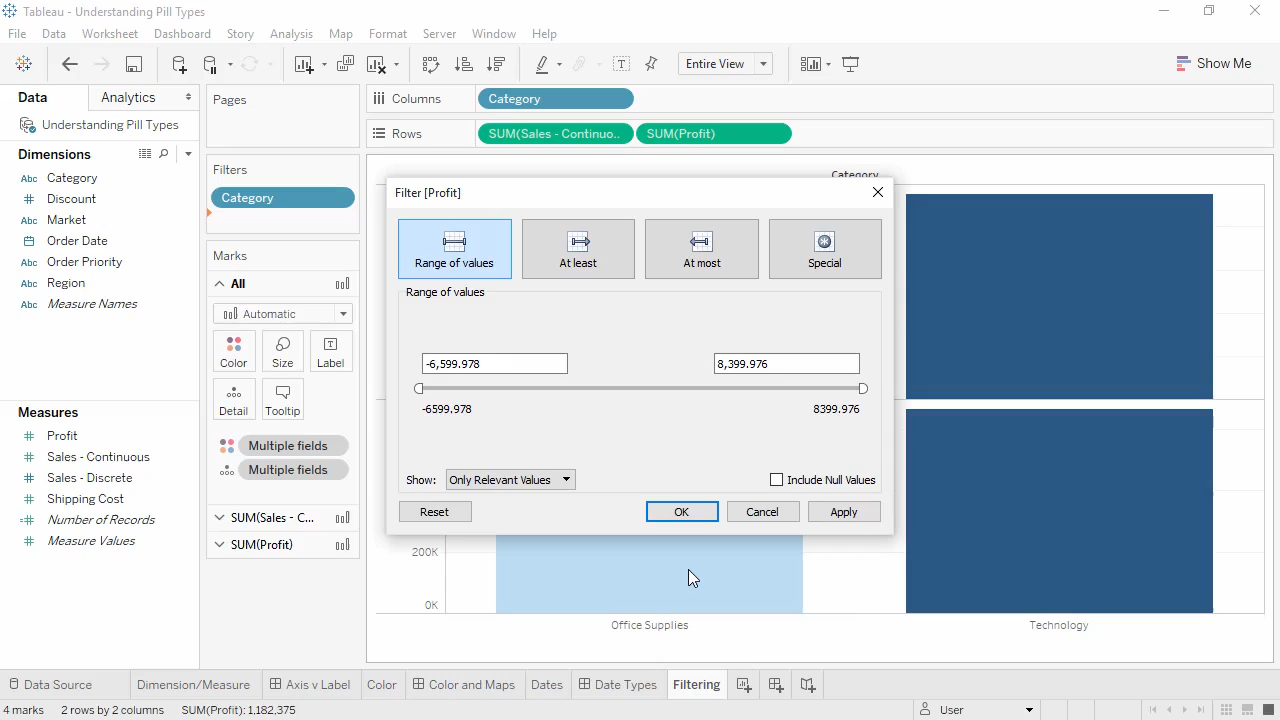 Tableau - Understanding Pill Types
File Data Worksheet Dashboard Story Analysis Map Format Server Window Help
Entire View
Show Me
Data
Analytics
Understanding Pill Types
Dimensions
Abc Category
Discount
Abc Market
Order Date
Abc Order Priority
Abc Region
Abc Measure Names
Measures
Profit
Sales - Continuous
Sales - Discrete
Shipping Cost
Number of Records
Measure Values
Pages
Filters
Category
Marks
All
Automatic
Color
Size
Label
Detail
Tooltip
Multiple fields
Multiple fields
SUM(Sales - C...
SUM(Profit)
Columns
Category
Rows
SUM(Sales - Continuo..
SUM(Profit)
Category
Filter [Profit]
Range of values
At least
At most
Special
Range of values
-6,599.978
8,399.976
-6599.978
8399.976
Show:
Only Relevant Values
Include Null Values
Reset
OK
Cancel
Apply
200K
0K
Office Supplies
Technology
Data Source
Dimension/Measure
Axis v Label
Color
Color and Maps
Dates
Date Types
Filtering
4 marks
2 rows by 2 columns
SUM(Profit): 1,182,375
User